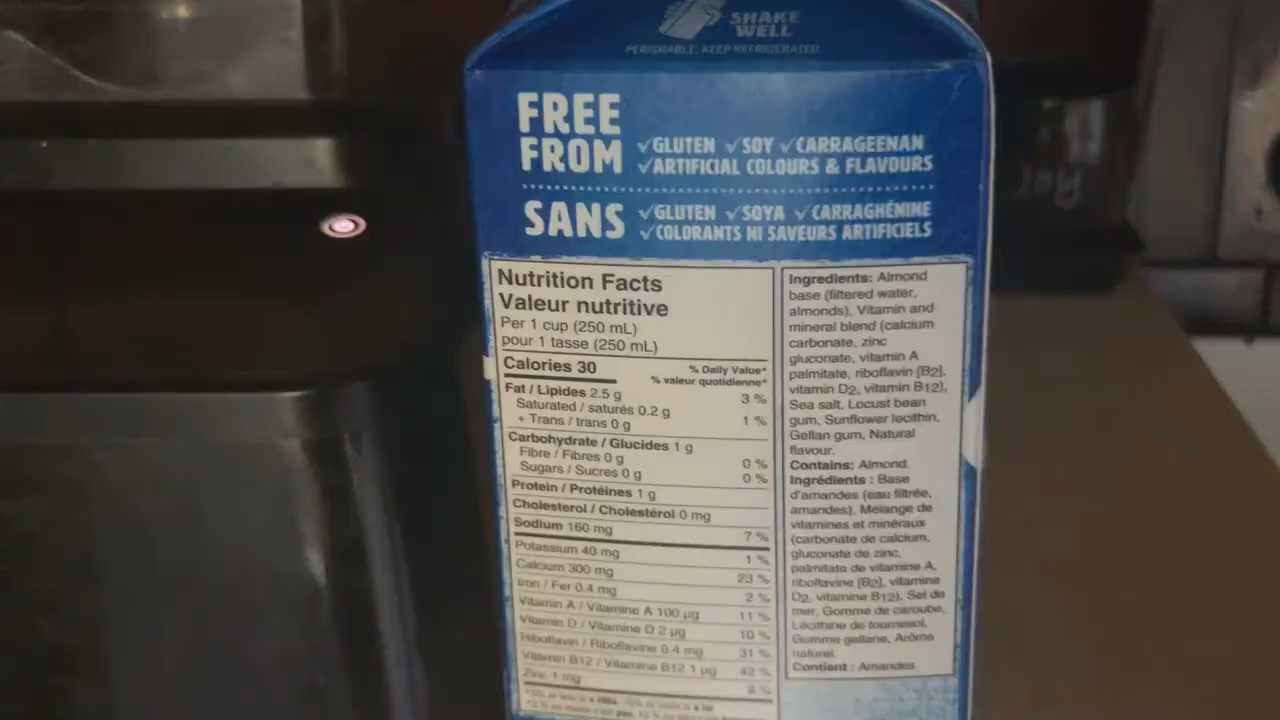 SHAKE
WELL
PERISHABLE: KEEP REFRIGERATED
FREE
FROM
✓GLUTEN ✓SOY ✓CARRAGEENAN
✓ARTIFICIAL COLOURS & FLAVOURS
SANS
✓GLUTEN ✓SOYA ✓CARRAGHÉNINE
✓COLORANTS NI SAVEURS ARTIFICIELS
Nutrition Facts
Valeur nutritive
Per 1 cup (250 mL)
pour 1 tasse (250 mL)
Calories 30
% Daily Value*
% valeur quotidienne*
Fat / Lipides 2.5 g 3 %
Saturated / saturés 0.2 g
+ Trans / trans 0 g 1 %
Carbohydrate / Glucides 1 g
Fibre / Fibres 0 g 0 %
Sugars / Sucres 0 g 0 %
Protein / Protéines 1 g
Cholesterol / Cholestérol 0 mg
Sodium 160 mg 7 %
Potassium 40 mg 1 %
Calcium 300 mg 23 %
Iron / Fer 0.4 mg 2 %
Vitamin A / Vitamine A 100 µg 11 %
Vitamin D / Vitamine D 2 µg 10 %
Riboflavin / Riboflavine 0.4 mg 31 %
Vitamin B12 / Vitamine B12 1 µg 42 %
Zinc 1 mg 8 %
Ingredients: Almond
base (filtered water,
almonds), Vitamin and
mineral blend (calcium
carbonate, zinc
gluconate, vitamin A
palmitate, riboflavin [B2],
vitamin D2, vitamin B12),
Sea salt, Locust bean
gum, Sunflower lecithin,
Gellan gum, Natural
flavour.
Contains: Almond.
Ingrédients : Base
d'amandes (eau filtrée,
amandes), Mélange de
vitamines et minéraux
(carbonate de calcium,
gluconate de zinc,
palmitate de vitamine A,
riboflavine [B2], vitamine
D2, vitamine B12), Sel de
mer, Gomme de caroube,
Lécithine de tournesol,
Gomme gellane, Arôme
naturel.
Contient : Amandes.